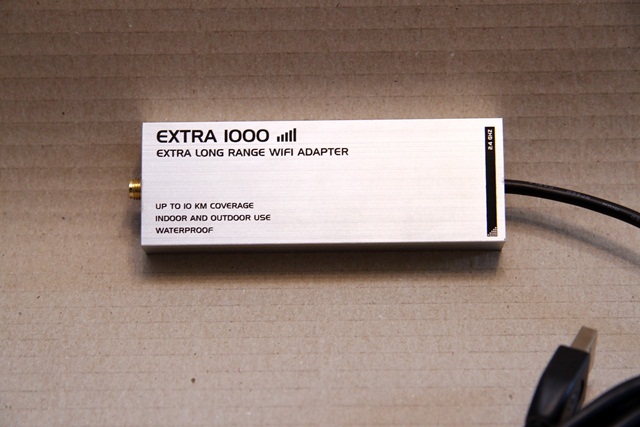 EXTRA 1000
EXTRA LONG RANGE WIFI ADAPTER
2.4 GHZ
UP TO 10 KM COVERAGE
INDOOR AND OUTDOOR USE
WATERPROOF